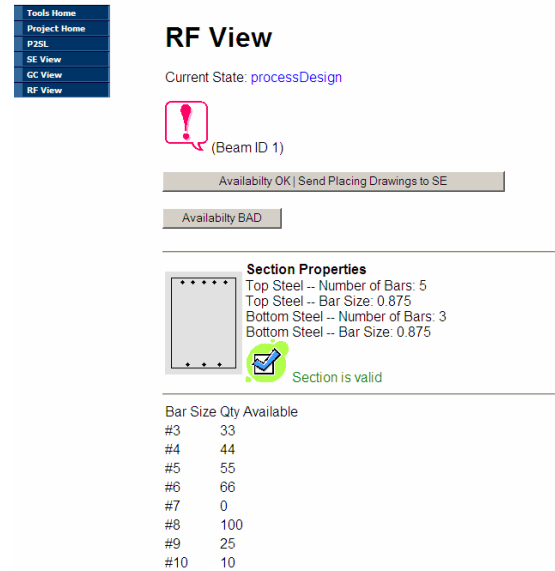 Tools Home
Project Home
P2SL
SE View
GC View
RF View
RF View
Current State: processDesign
(Beam ID 1)
Availabilty OK | Send Placing Drawings to SE
Availabilty BAD
Section Properties
Top Steel -- Number of Bars: 5
Top Steel -- Bar Size: 0.875
Bottom Steel -- Number of Bars: 3
Bottom Steel -- Bar Size: 0.875
Section is valid
Bar Size Qty Available
#3 33
#4 44
#5 55
#6 66
#7 0
#8 100
#9 25
#10 10